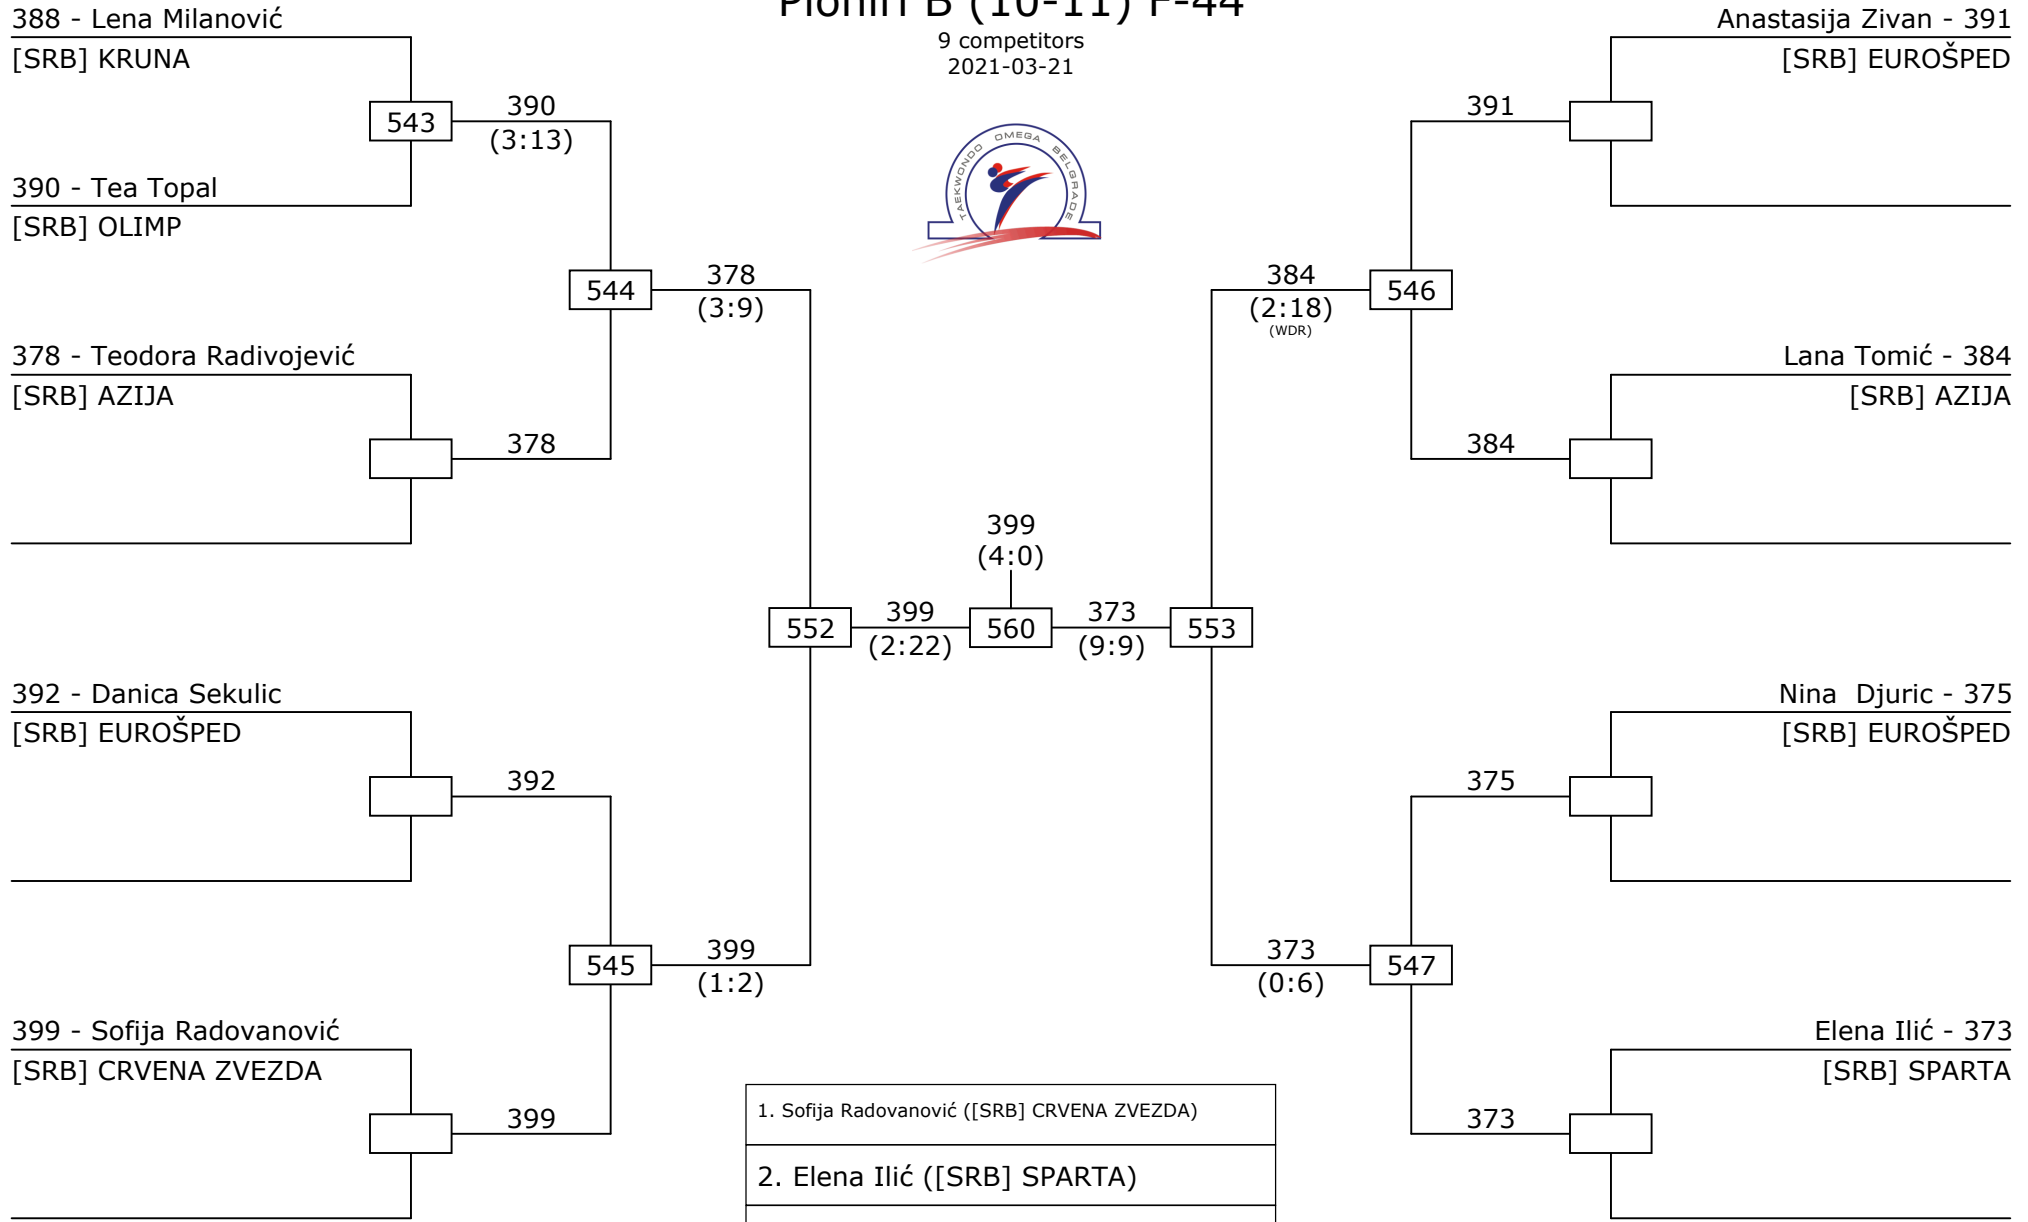 Pioniri B (10-11) F-44
9 competitors
2021-03-21
TAEKWONDO OMEGA BELGRADE
388 - Lena Milanović
[SRB] KRUNA
543
390
(3:13)
390 - Tea Topal
[SRB] OLIMP
544
378
(3:9)
378 - Teodora Radivojević
[SRB] AZIJA
378
392 - Danica Sekulic
[SRB] EUROŠPED
392
545
399
(1:2)
399 - Sofija Radovanović
[SRB] CRVENA ZVEZDA
399
552
399
(2:22)
399
(4:0)
560
373
(9:9)
553
Anastasija Zivan - 391
[SRB] EUROŠPED
391
384
(2:18)
(WDR)
546
Lana Tomić - 384
[SRB] AZIJA
384
Nina  Djuric - 375
[SRB] EUROŠPED
375
373
(0:6)
547
Elena Ilić - 373
[SRB] SPARTA
373
1. Sofija Radovanović ([SRB] CRVENA ZVEZDA)
2. Elena Ilić ([SRB] SPARTA)